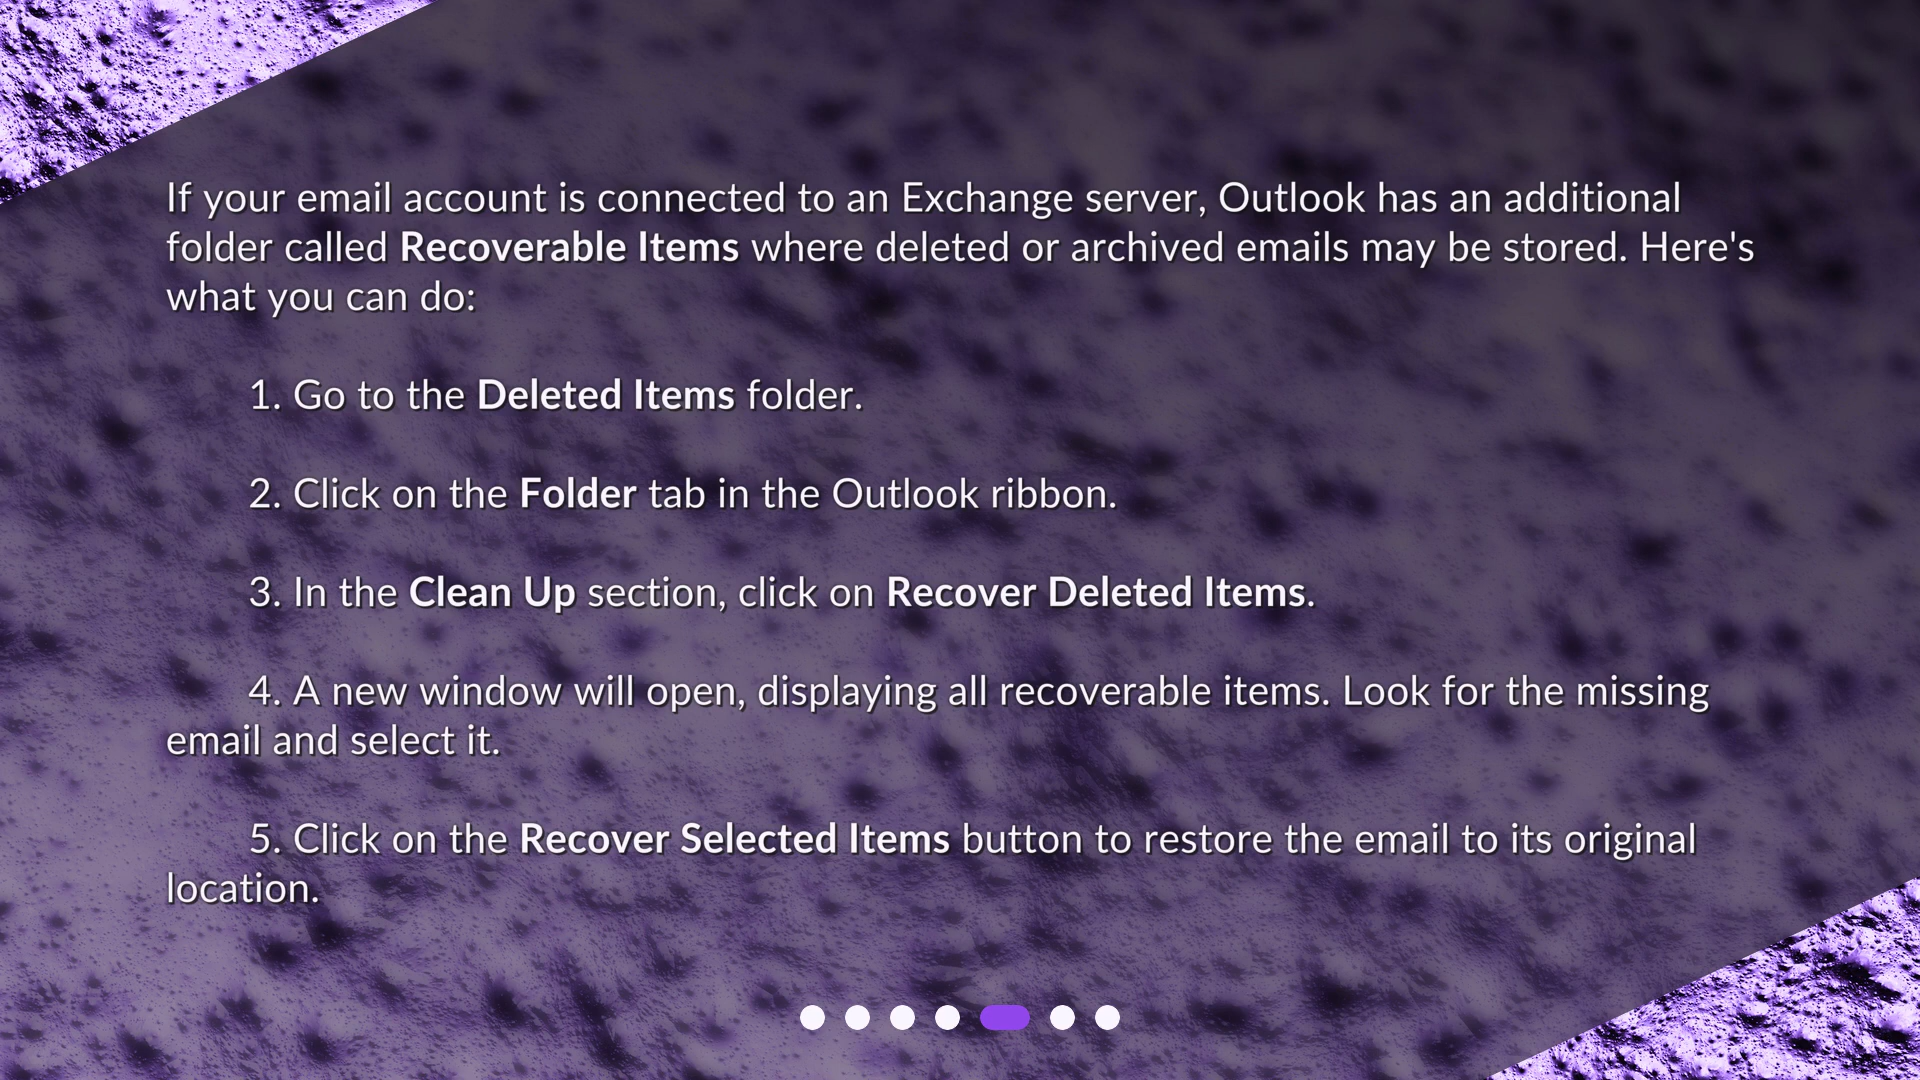 If your email account is connected to an Exchange server, Outlook has an additional
folder called Recoverable Items where deleted or archived emails may be stored. Here's
what you can do:
1. Go to the Deleted Items folder.
2. Click on the Folder tab in the Outlook ribbon.
3. In the Clean Up section, click on Recover Deleted Items.
4. A new window will open, displaying all recoverable items. Look for the missing
email and select it.
5. Click on the Recover Selected Items button to restore the email to its original
location.